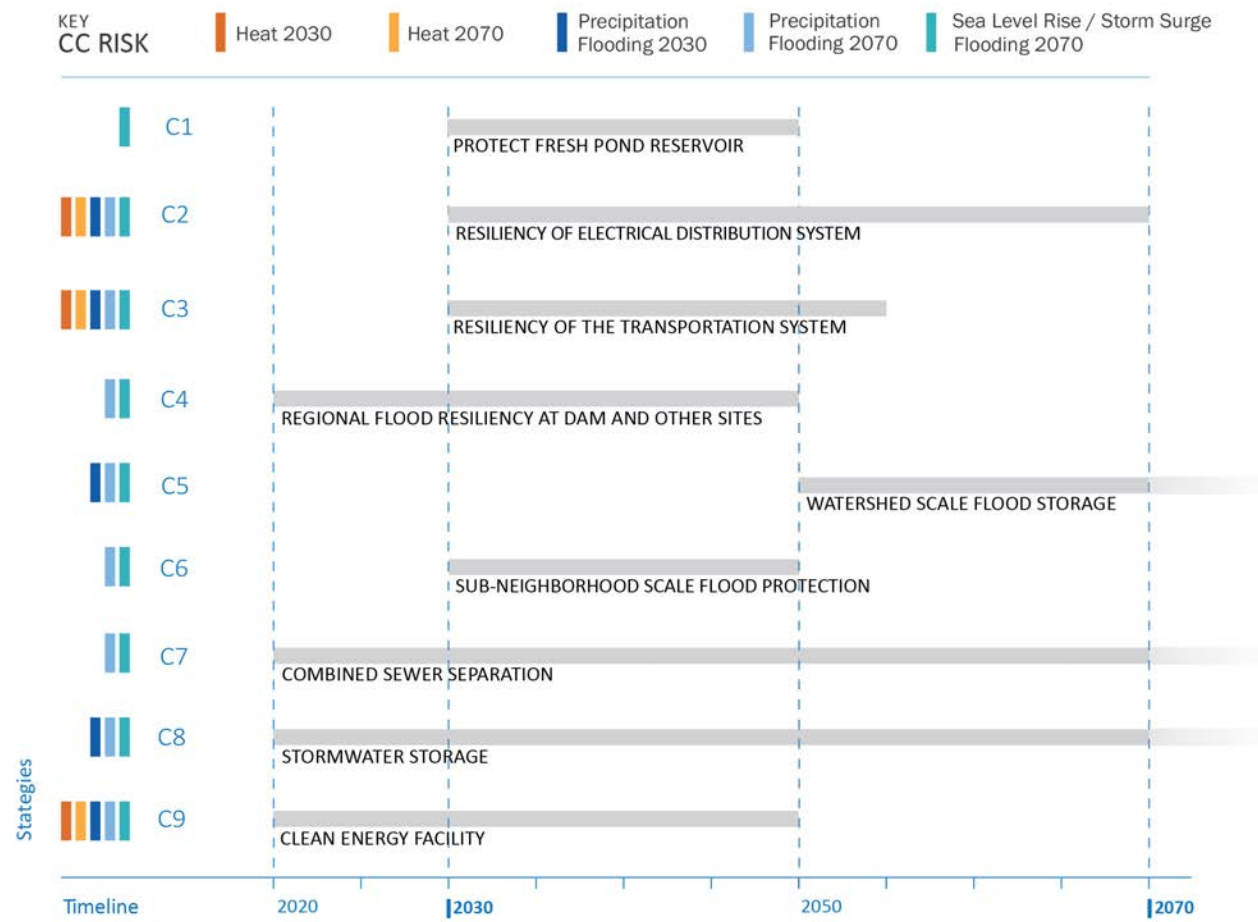 KEY
CC RISK
Heat 2030
Heat 2070
Precipitation
Flooding 2030
Precipitation
Flooding 2070
Sea Level Rise / Storm Surge
Flooding 2070
C1
PROTECT FRESH POND RESERVOIR
C2
RESILIENCY OF ELECTRICAL DISTRIBUTION SYSTEM
C3
RESILIENCY OF THE TRANSPORTATION SYSTEM
C4
REGIONAL FLOOD RESILIENCY AT DAM AND OTHER SITES
C5
WATERSHED SCALE FLOOD STORAGE
C6
SUB-NEIGHBORHOOD SCALE FLOOD PROTECTION
C7
COMBINED SEWER SEPARATION
C8
STORMWATER STORAGE
C9
CLEAN ENERGY FACILITY
Stategies
Timeline
2020
2030
2050
2070